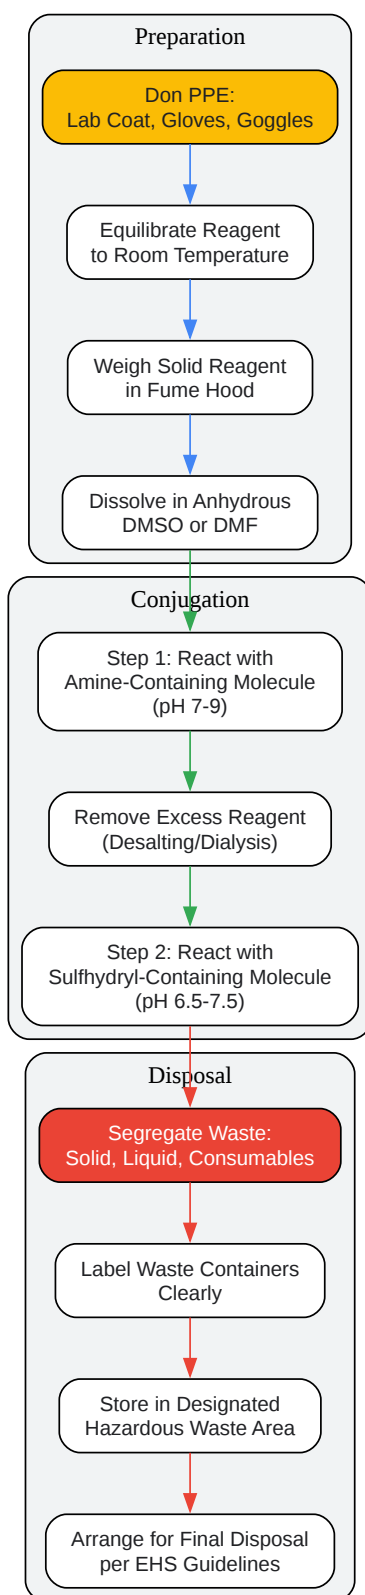 Preparation
Don PPE:
Lab Coat, Gloves, Goggles
Equilibrate Reagent
to Room Temperature
Weigh Solid Reagent
in Fume Hood
Dissolve in Anhydrous
DMSO or DMF
Conjugation
Step 1: React with
Amine-Containing Molecule
(pH 7-9)
Remove Excess Reagent
(Desalting/Dialysis)
Step 2: React with
Sulfhydryl-Containing Molecule
(pH 6.5-7.5)
Disposal
Segregate Waste:
Solid, Liquid, Consumables
Label Waste Containers
Clearly
Store in Designated
Hazardous Waste Area
Arrange for Final Disposal
per EHS Guidelines